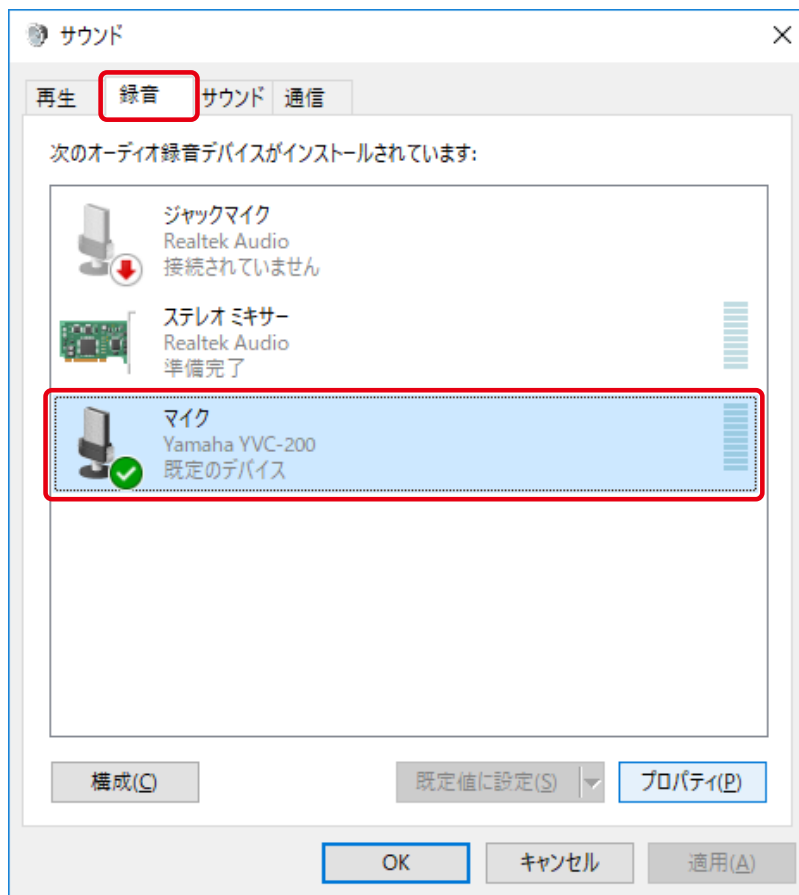 サウンド
再生 録音 サウンド 通信
次のオーディオ録音デバイスがインストールされています:
ジャックマイク
Realtek Audio
接続されていません
ステレオ ミキサー
Realtek Audio
準備完了
マイク
Yamaha YVC-200
既定のデバイス
構成(C) 既定値に設定(S) プロパティ(P)
OK キャンセル 適用(A)